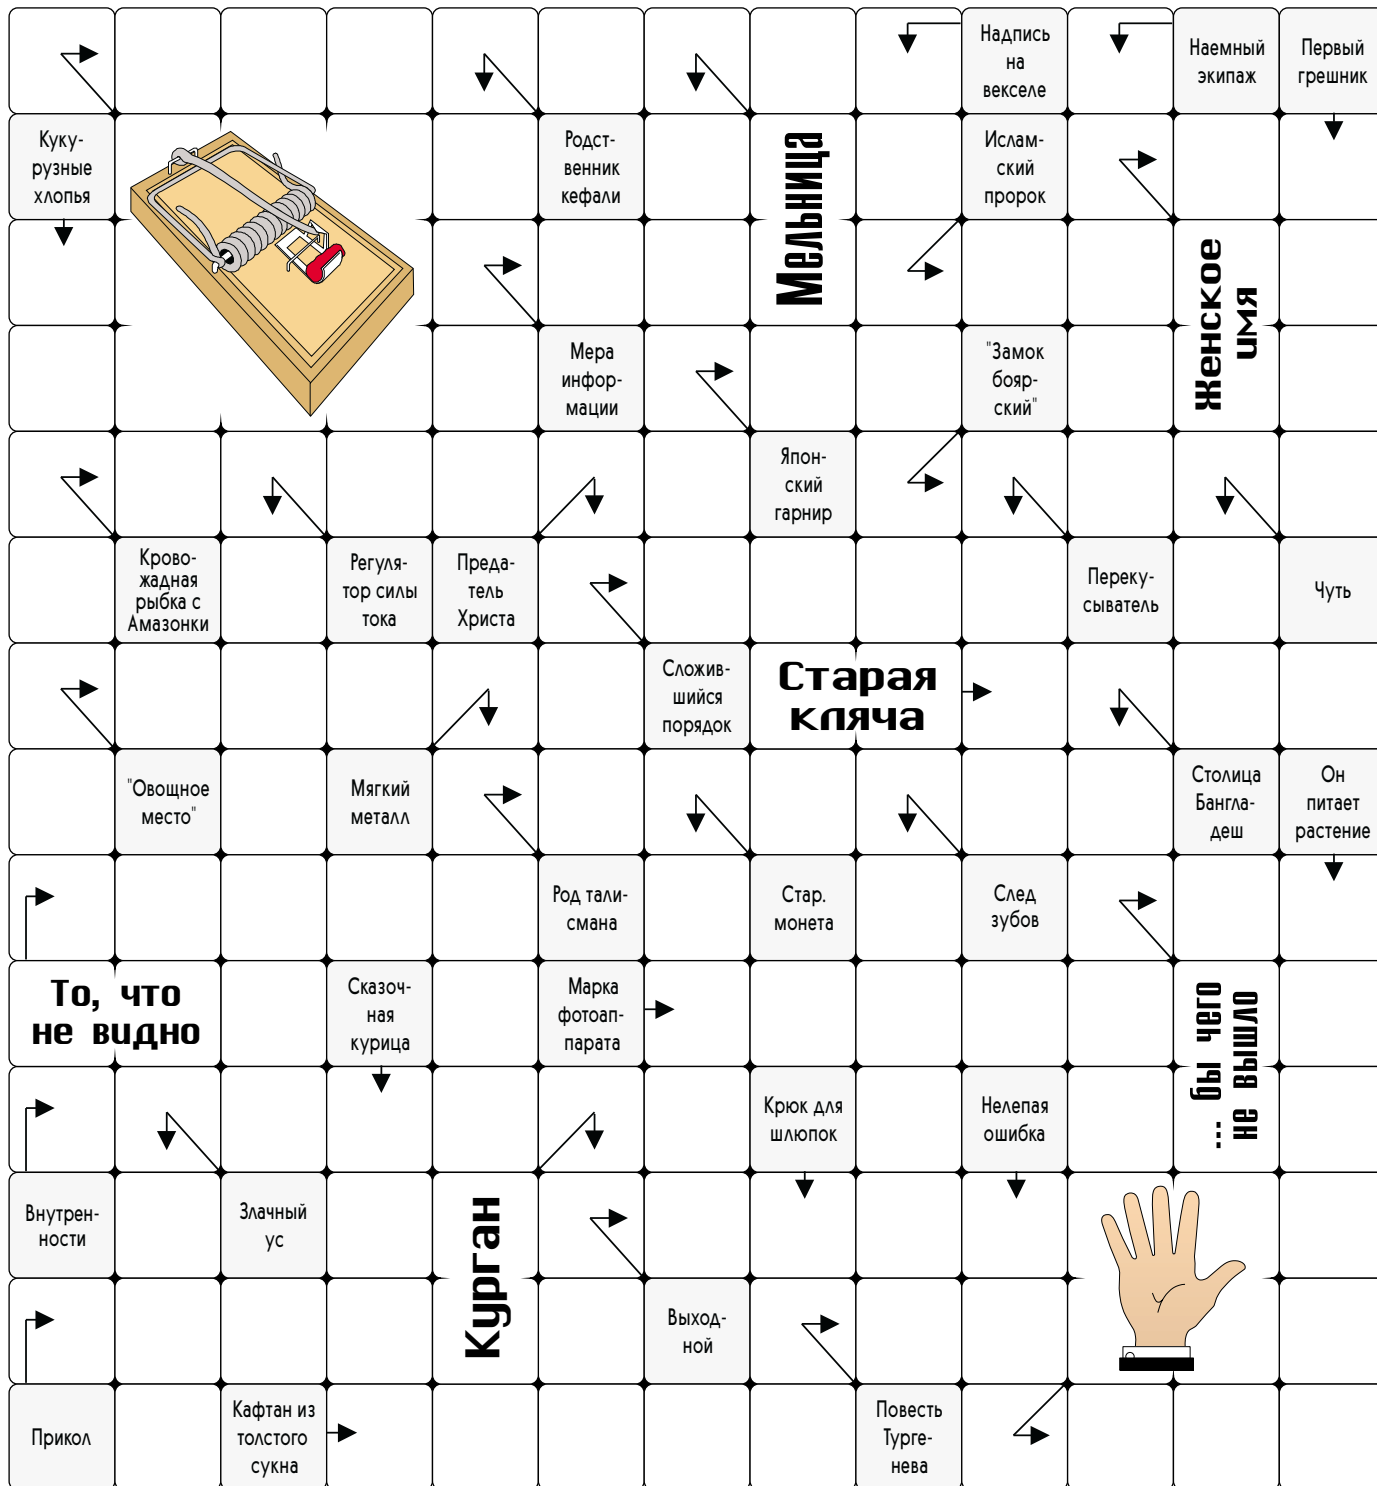 Надпись
на
векселе
Наемный
экипаж
Первый
грешник
Куку-
рузные
хлопья
Родст-
венник
кефали
Мельница
Ислам-
ский
пророк
Женское
имя
Мера
инфор-
мации
"Замок
бояр-
ский"
Япон-
ский
гарнир
Крово-
жадная
рыбка с
Амазонки
Регуля-
тор силы
тока
Преда-
тель
Христа
Переку-
сыватель
Чуть
Сложив-
шийся
порядок
Старая
кляча
"Овощное
место"
Мягкий
металл
Столица
Бангла-
деш
Он
питает
растение
Род тали-
смана
Стар.
монета
След
зубов
То, что
не видно
Сказоч-
ная
курица
Марка
фотоап-
парата
... бы чего
не вышло
Крюк для
шлюпок
Нелепая
ошибка
Внутрен-
ности
Злачный
ус
Курган
Выход-
ной
Прикол
Кафтан из
толстого
сукна
Повесть
Турге-
нева